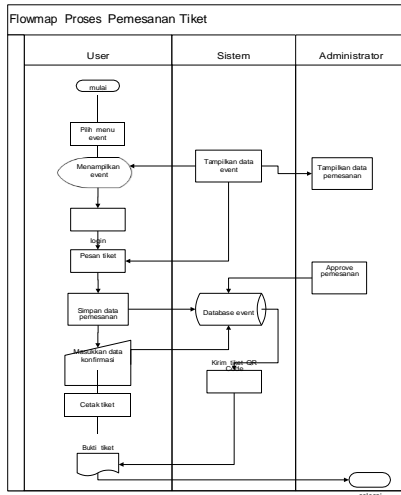 Flowmap Proses Pemesanan Tiket
User
Sistem
Administrator
mulai
Pilih menu
event
Menampilkan
event
Tampilkan data
event
Tampilkan data
pemesanan
login
Pesan tiket
Approve
pemesanan
Simpan data
pemesanan
Database event
Masukkan data
konfirmasi
Kirim tiket QR
Code
Cetak tiket
Bukti tiket
selesai